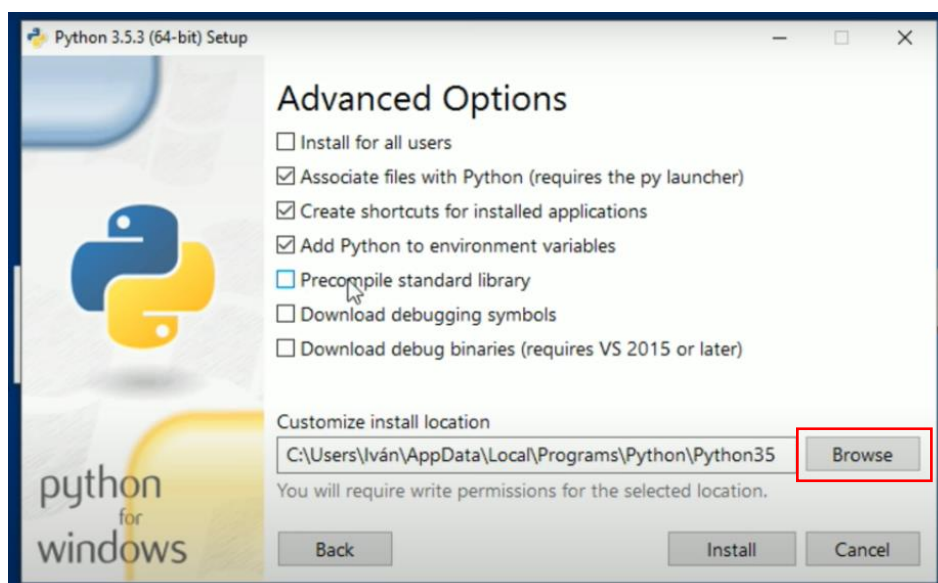 Python 3.5.3 (64-bit) Setup
Advanced Options
Install for all users
Associate files with Python (requires the py launcher)
Create shortcuts for installed applications
Add Python to environment variables
Precompile standard library
Download debugging symbols
Download debug binaries (requires VS 2015 or later)
Customize install location
C:\Users\Iván\AppData\Local\Programs\Python\Python35
Browse
You will require write permissions for the selected location.
python
for
windows
Back
Install
Cancel